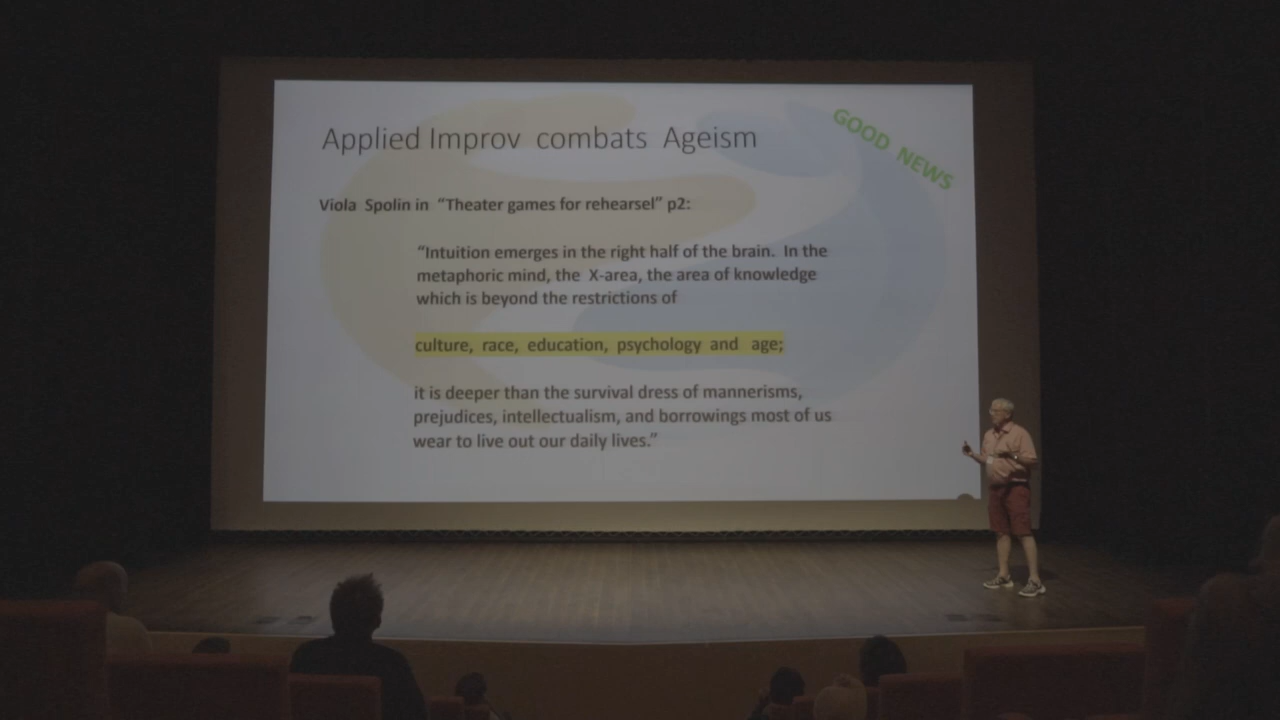 Applied Improv combats Ageism
GOOD NEWS
Viola Spolin in "Theater games for rehearsel" p2:
"Intuition emerges in the right half of the brain. In the
metaphoric mind, the X-area, the area of knowledge
which is beyond the restrictions of
culture, race, education, psychology and age;
it is deeper than the survival dress of mannerisms,
prejudices, intellectualism, and borrowings most of us
wear to live out our daily lives."